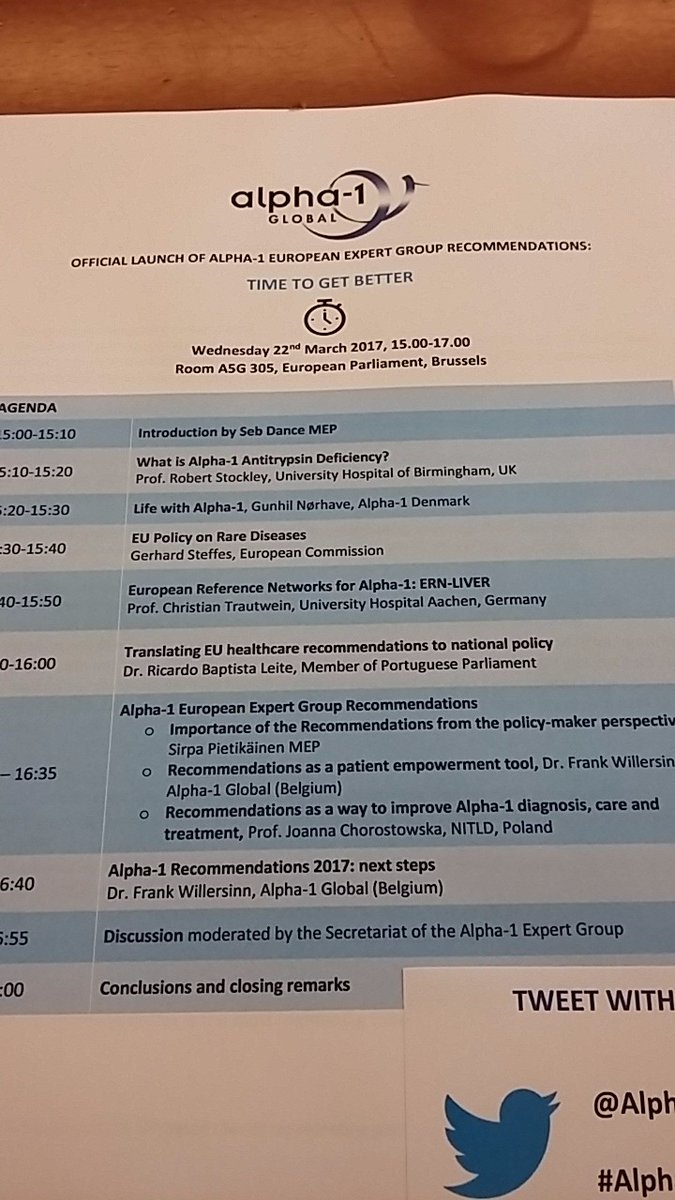 alpha-1
GLOBAL
OFFICIAL LAUNCH OF ALPHA-1 EUROPEAN EXPERT GROUP RECOMMENDATIONS:
TIME TO GET BETTER
Wednesday 22nd March 2017, 15.00-17.00
Room A5G 305, European Parliament, Brussels
AGENDA
5:00-15:10 Introduction by Seb Dance MEP
5:10-15:20 What is Alpha-1 Antitrypsin Deficiency?
Prof. Robert Stockley, University Hospital of Birmingham, UK
:20-15:30 Life with Alpha-1, Gunhil Nørhave, Alpha-1 Denmark
:30-15:40 EU Policy on Rare Diseases
Gerhard Steffes, European Commission
40-15:50 European Reference Networks for Alpha-1: ERN-LIVER
Prof. Christian Trautwein, University Hospital Aachen, Germany
0-16:00 Translating EU healthcare recommendations to national policy
Dr. Ricardo Baptista Leite, Member of Portuguese Parliament
Alpha-1 European Expert Group Recommendations
– 16:35
o Importance of the Recommendations from the policy-maker perspectiv
Sirpa Pietikäinen MEP
o Recommendations as a patient empowerment tool, Dr. Frank Willersin
Alpha-1 Global (Belgium)
o Recommendations as a way to improve Alpha-1 diagnosis, care and
treatment, Prof. Joanna Chorostowska, NITLD, Poland
6:40 Alpha-1 Recommendations 2017: next steps
Dr. Frank Willersinn, Alpha-1 Global (Belgium)
5:55 Discussion moderated by the Secretariat of the Alpha-1 Expert Group
:00 Conclusions and closing remarks
TWEET WITH
@Alph
#Alph